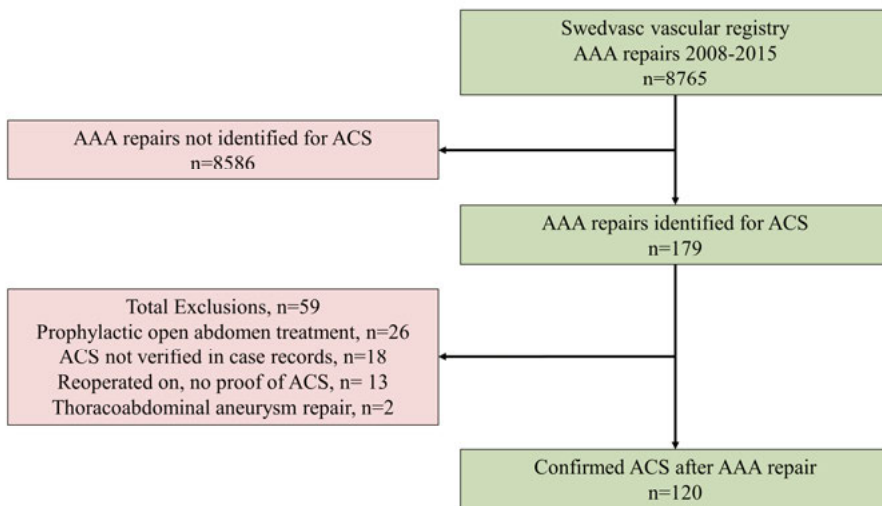 Swedvasc vascular registry
AAA repairs 2008-2015
n=8765
AAA repairs not identified for ACS
n=8586
AAA repairs identified for ACS
n=179
Total Exclusions, n=59
Prophylactic open abdomen treatment, n=26
ACS not verified in case records, n=18
Reoperated on, no proof of ACS, n= 13
Thoracoabdominal aneurysm repair, n=2
Confirmed ACS after AAA repair
n=120